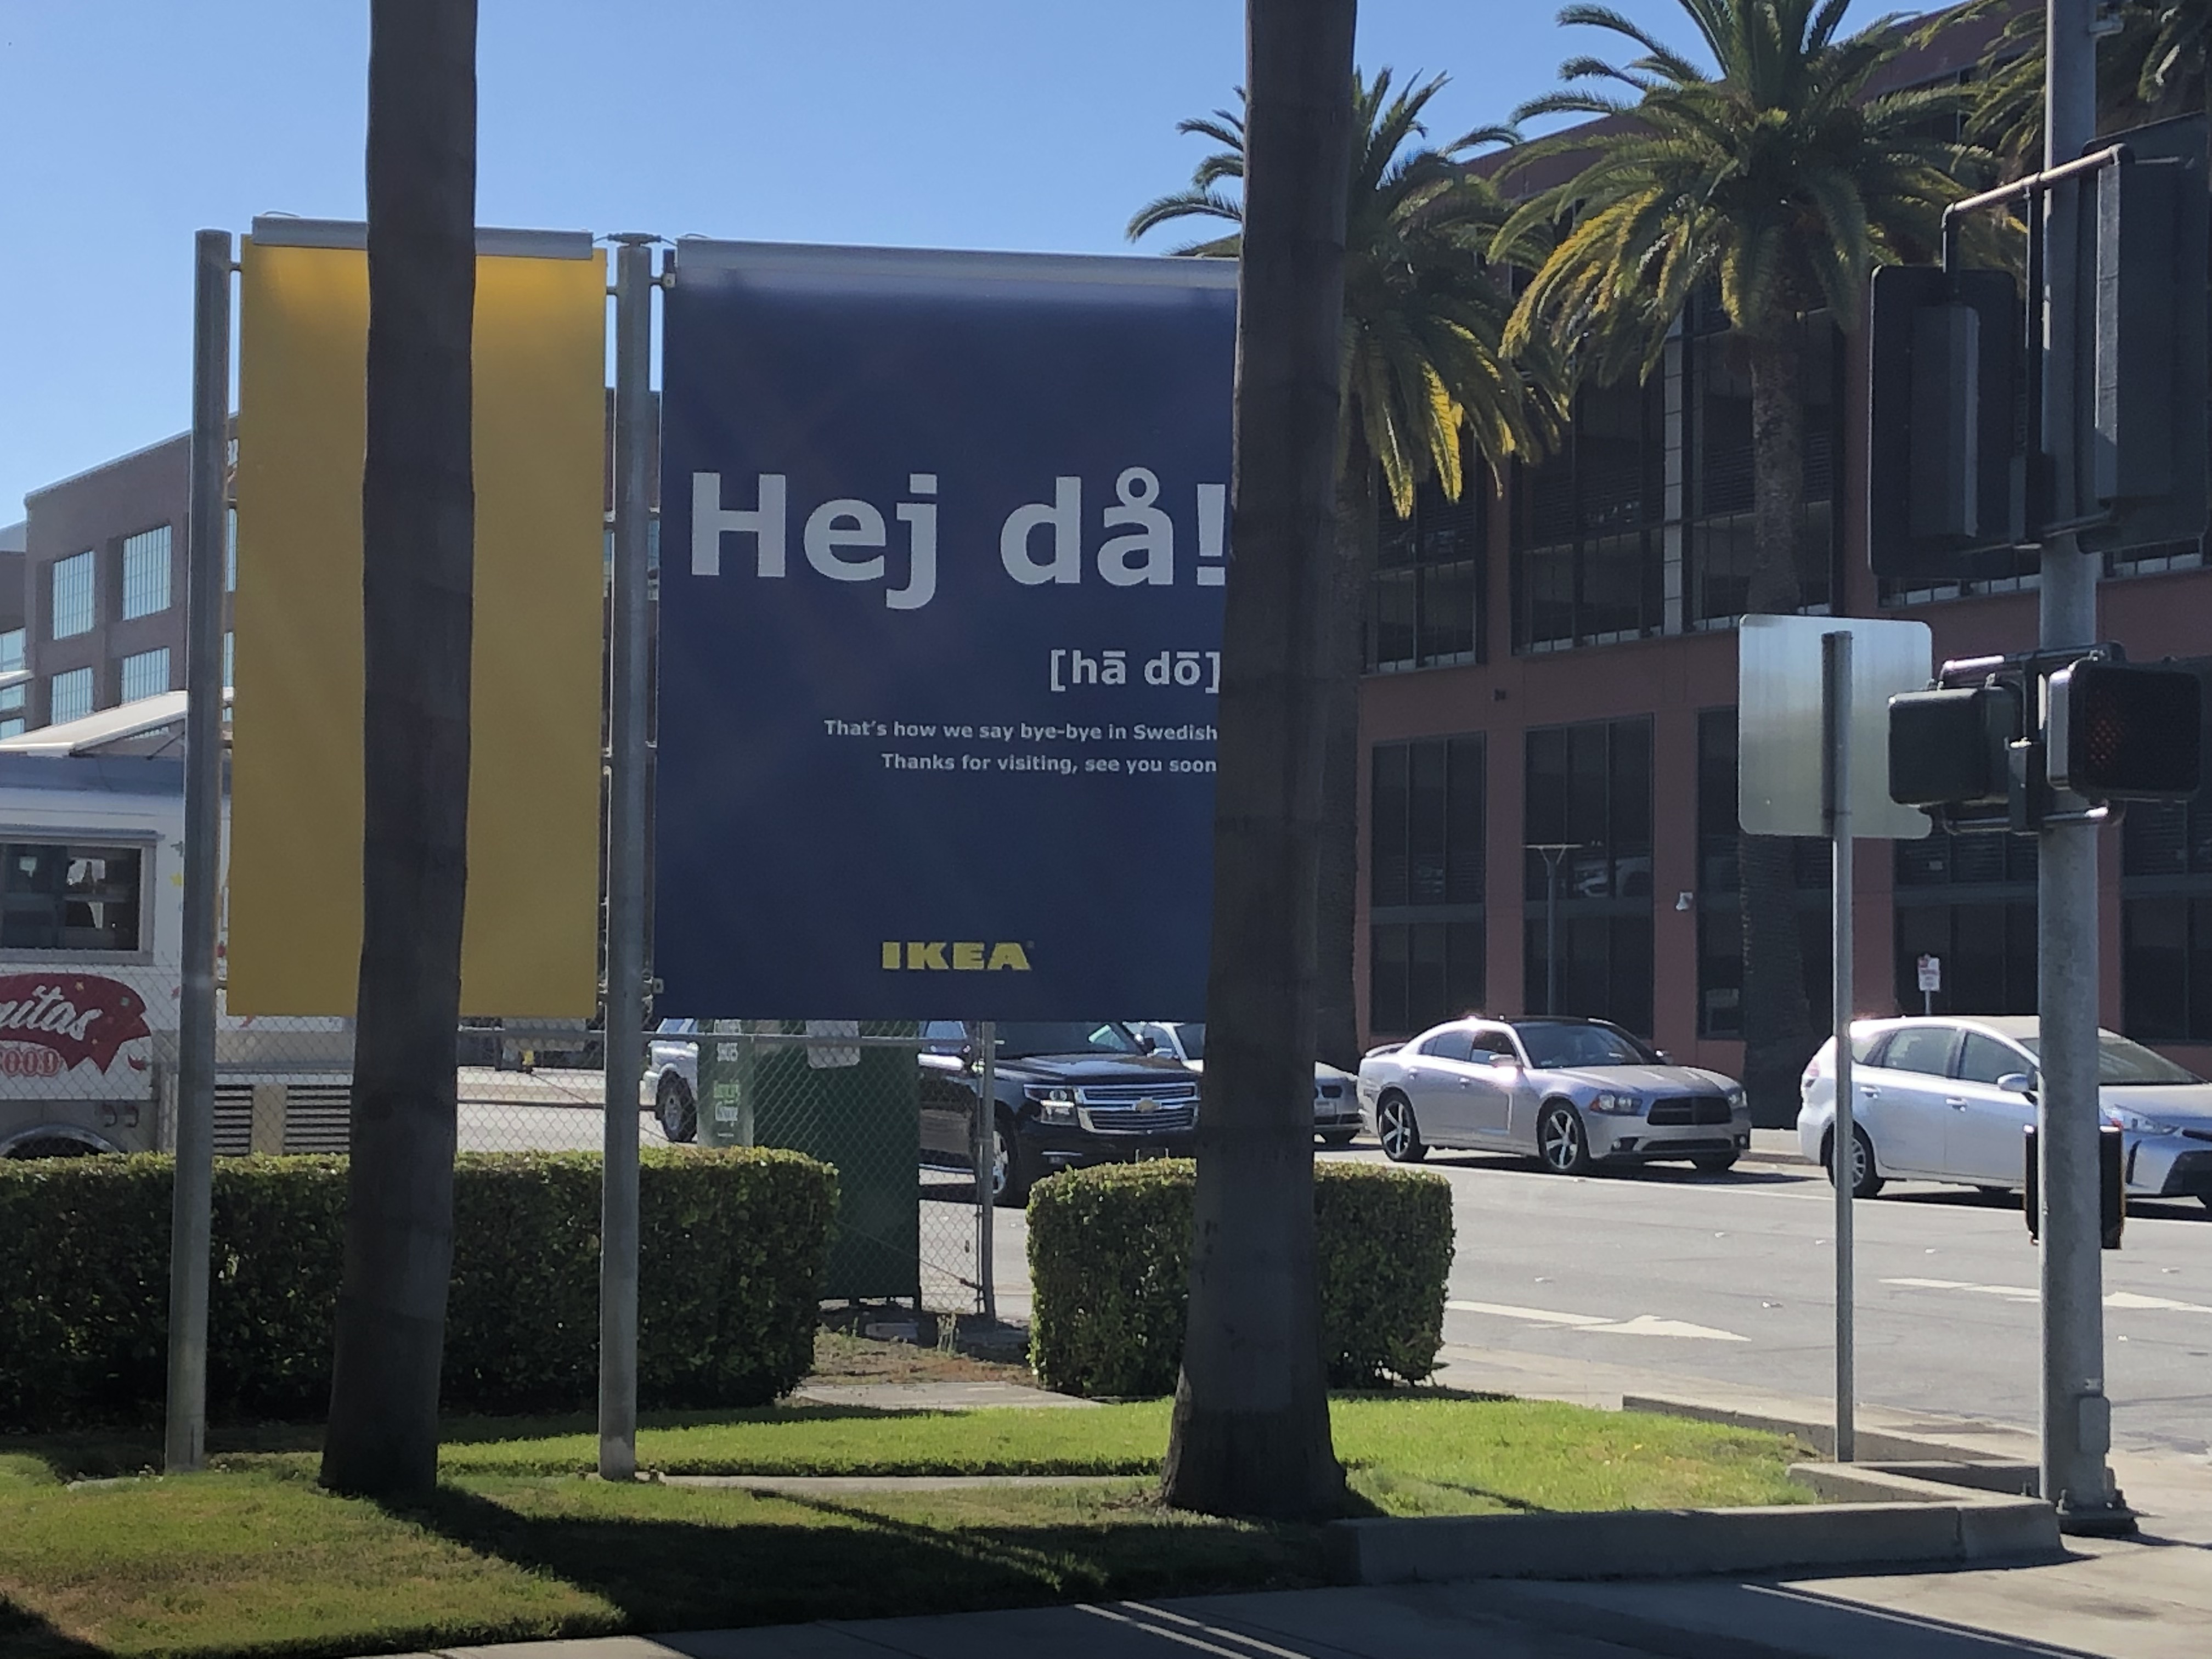 Hej då!
[hā dō]
That's how we say bye-bye in Swedish
Thanks for visiting, see you soon
IKEA
SHOES